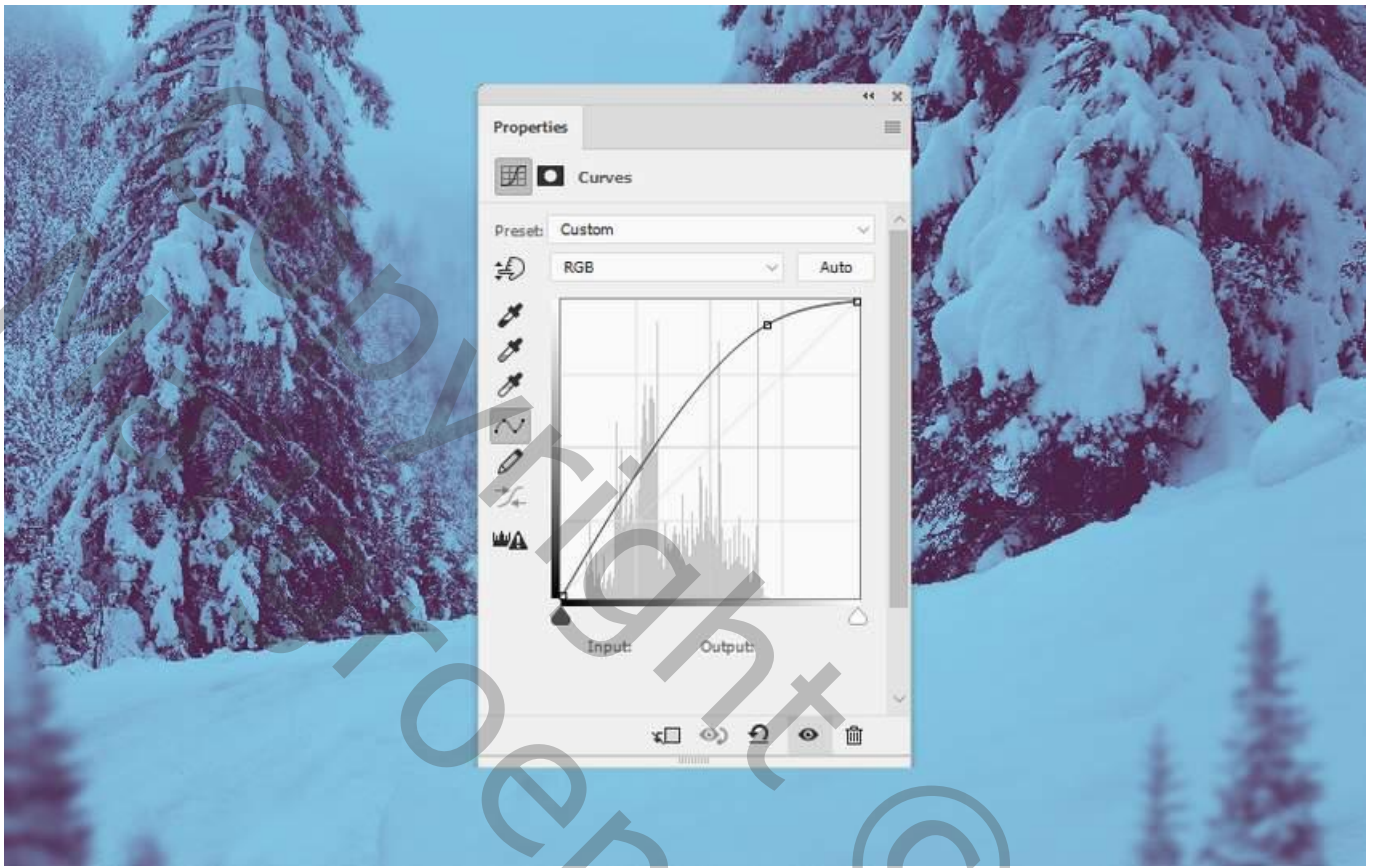 Properties
Curves
Preset: Custom
RGB
Auto
Input:
Output:
Copyright ©